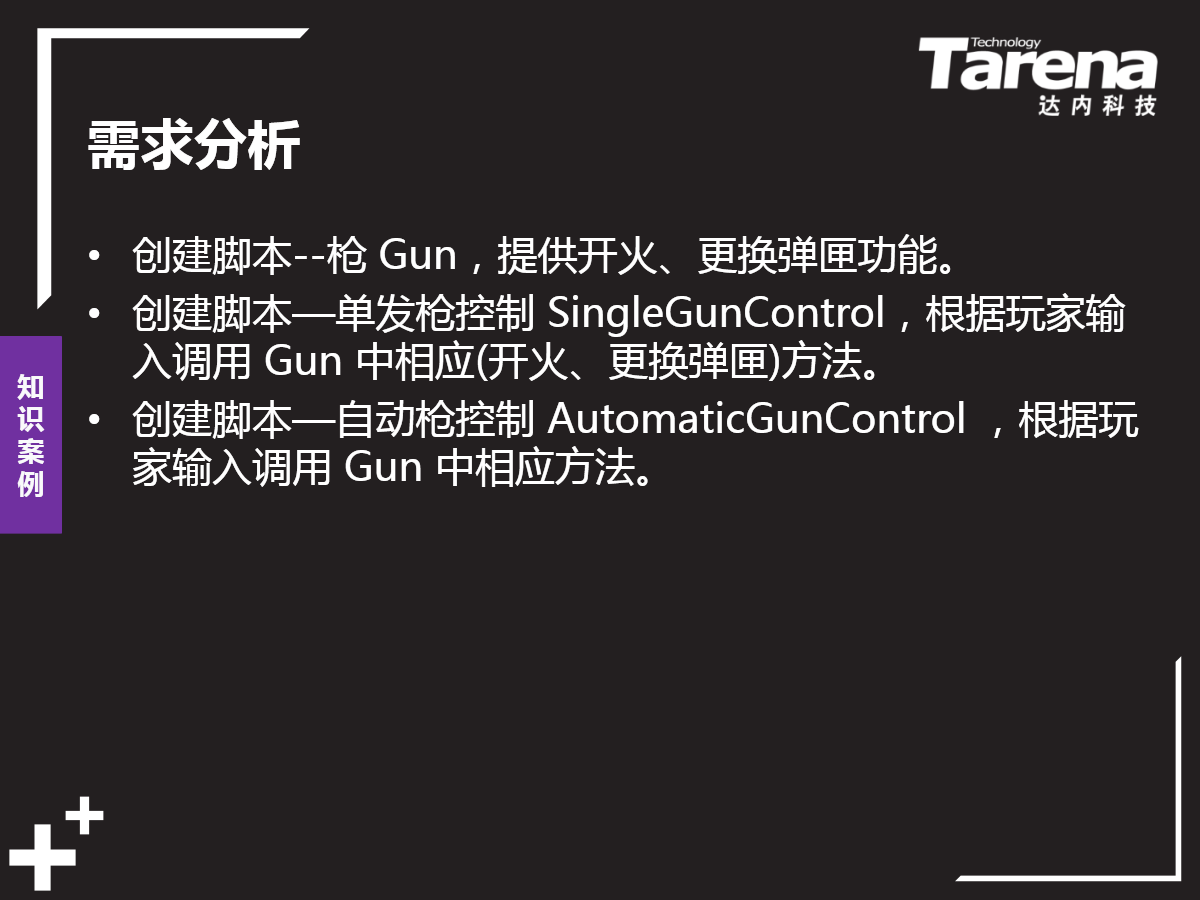 Technology
Tarena
达内科技
需求分析
• 创建脚本--枪 Gun，提供开火、更换弹匣功能。
• 创建脚本—单发枪控制 SingleGunControl，根据玩家输
入调用 Gun 中相应(开火、更换弹匣)方法。
• 创建脚本—自动枪控制 AutomaticGunControl ，根据玩
家输入调用 Gun 中相应方法。
知识案例